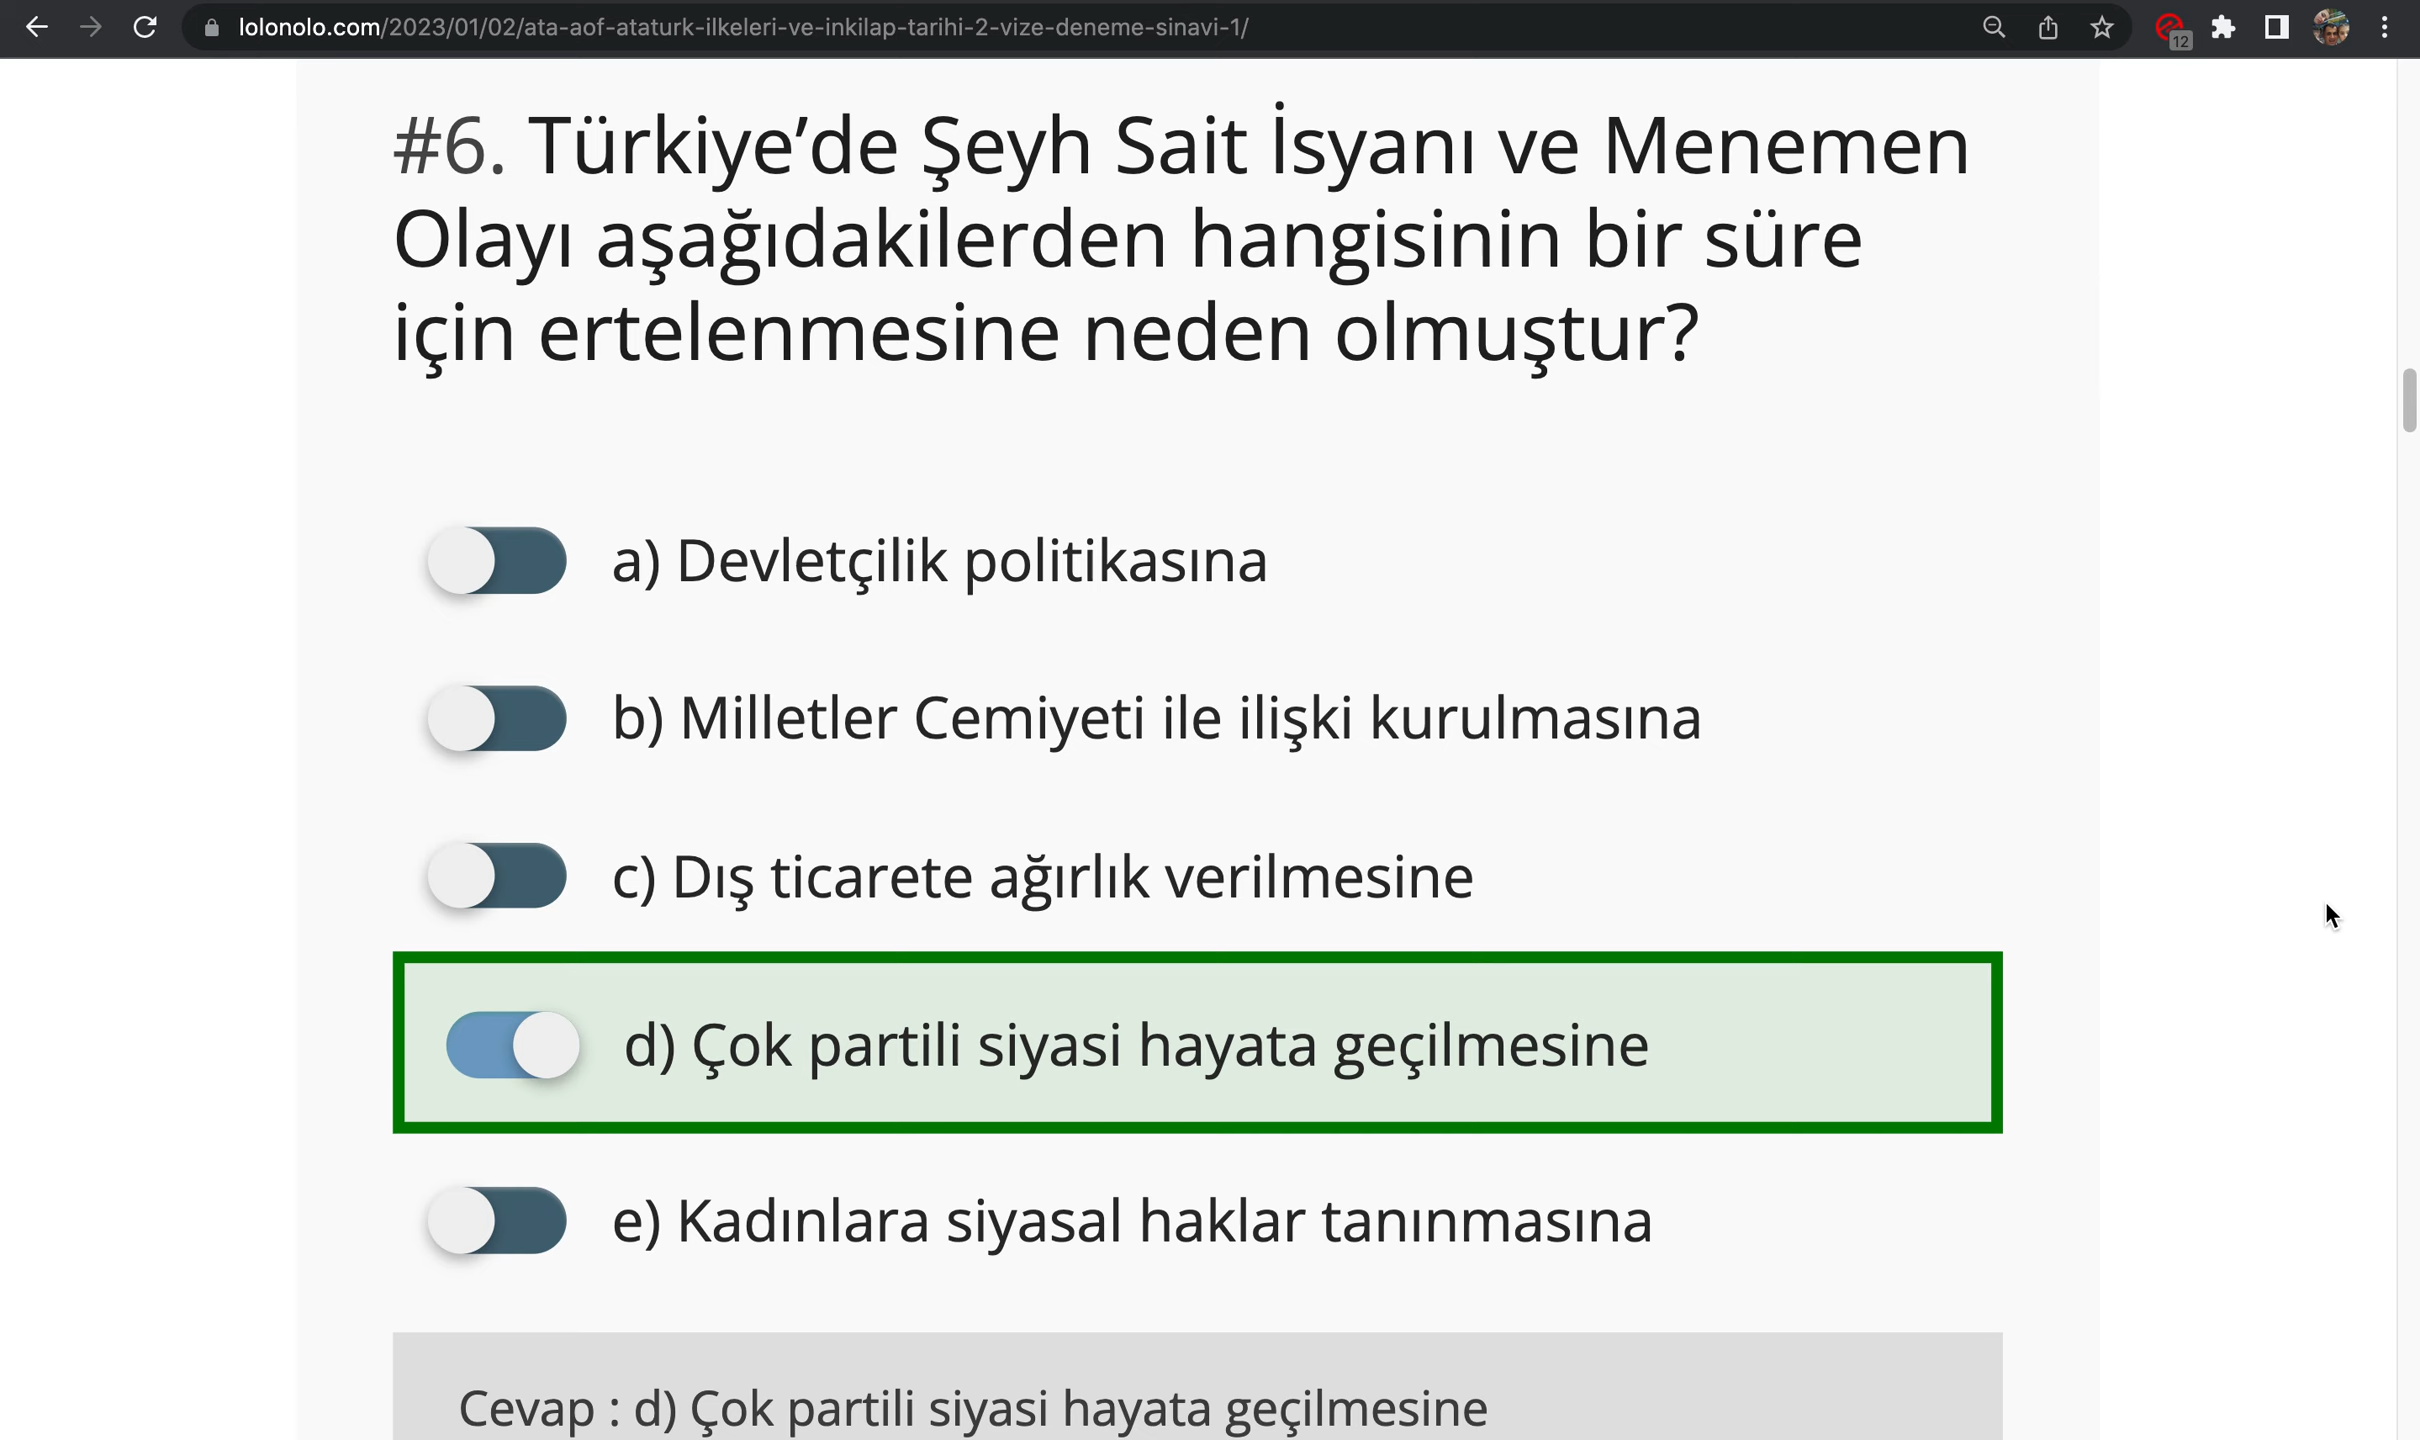 lolonolo.com/2023/01/02/ata-aof-ataturk-ilkeleri-ve-inkilap-tarihi-2-vize-deneme-sinavi-1/
12
#6. Türkiye’de Şeyh Sait İsyanı ve Menemen
Olayı aşağıdakilerden hangisinin bir süre
için ertelenmesine neden olmuştur?
a) Devletçilik politikasına
b) Milletler Cemiyeti ile ilişki kurulmasına
c) Dış ticarete ağırlık verilmesine
d) Çok partili siyasi hayata geçilmesine
e) Kadınlara siyasal haklar tanınmasına
Cevap : d) Çok partili siyasi hayata geçilmesine